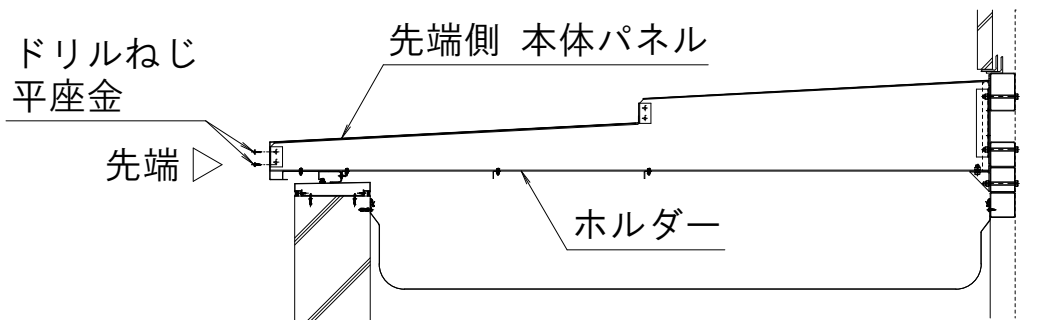 ドリルねじ
平座金
先端側 本体パネル
先端 ▷
ホルダー